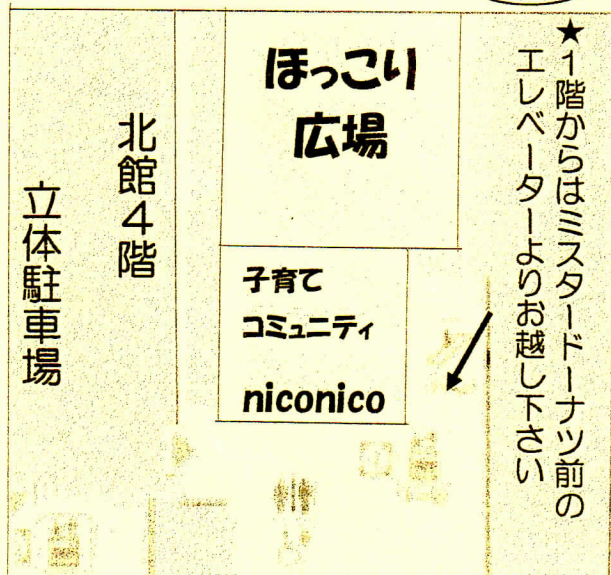 ★1階からはミスタードーナツ前の
エレベーターよりお越し下さい
ほっこり
広場
北館4階
立体駐車場
子育て
コミュニティ
niconico